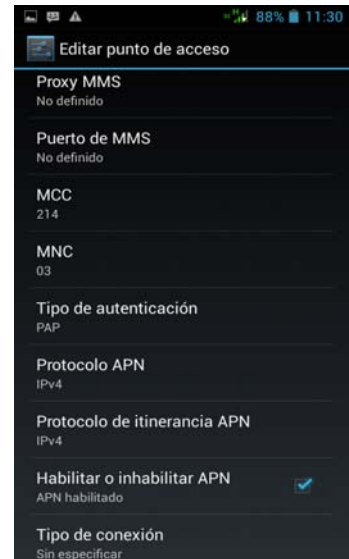 88% 11:30
Editar punto de acceso
Proxy MMS
No definido
Puerto de MMS
No definido
MCC
214
MNC
03
Tipo de autenticación
PAP
Protocolo APN
IPv4
Protocolo de itinerancia APN
IPv4
Habilitar o inhabilitar APN
APN habilitado
Tipo de conexión
Sin especificar